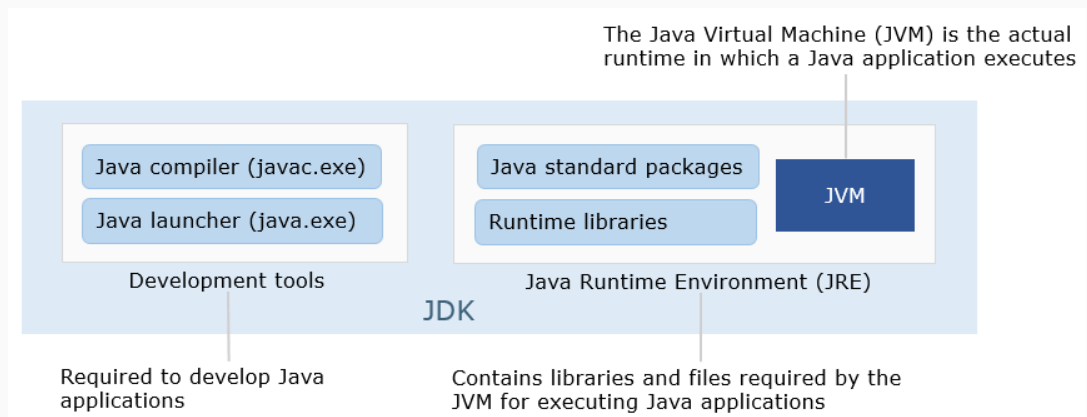 The Java Virtual Machine (JVM) is the actual
runtime in which a Java application executes
Java compiler (javac.exe)
Java launcher (java.exe)
Development tools
Java standard packages
Runtime libraries
JVM
Java Runtime Environment (JRE)
JDK
Required to develop Java
applications
Contains libraries and files required by the
JVM for executing Java applications